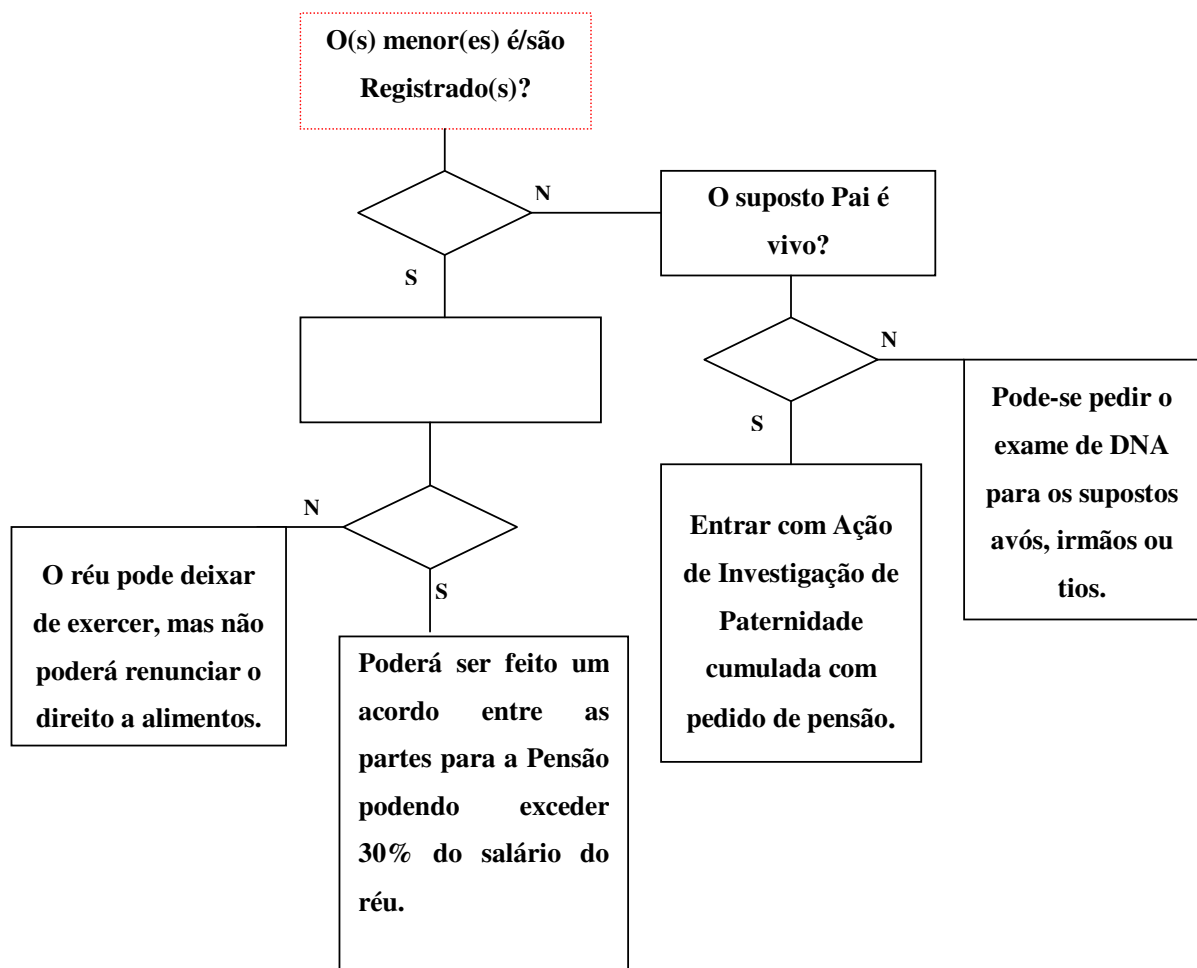 O(s) menor(es) é/são
Registrado(s)?
N
O suposto Pai é
vivo?
S
N
S
Pode-se pedir o
exame de DNA
para os supostos
avós, irmãos ou
tios.
Entrar com Ação
de Investigação de
Paternidade
cumulada com
pedido de pensão.
N
S
O réu pode deixar
de exercer, mas não
poderá renunciar o
direito a alimentos.
Poderá ser feito um
acordo entre as
partes para a Pensão
podendo exceder
30% do salário do
réu.